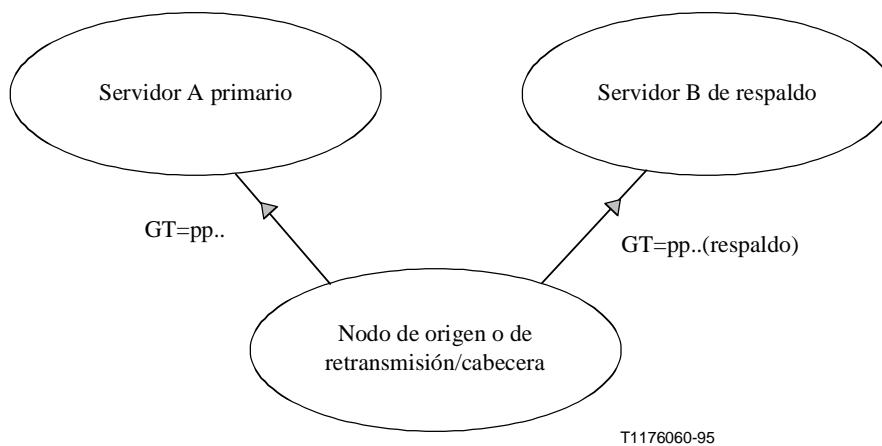 Servidor A primario
Servidor B de respaldo
GT=pp..
GT=pp..(respaldo)
Nodo de origen o de
retransmisión/cabecera
T1176060-95